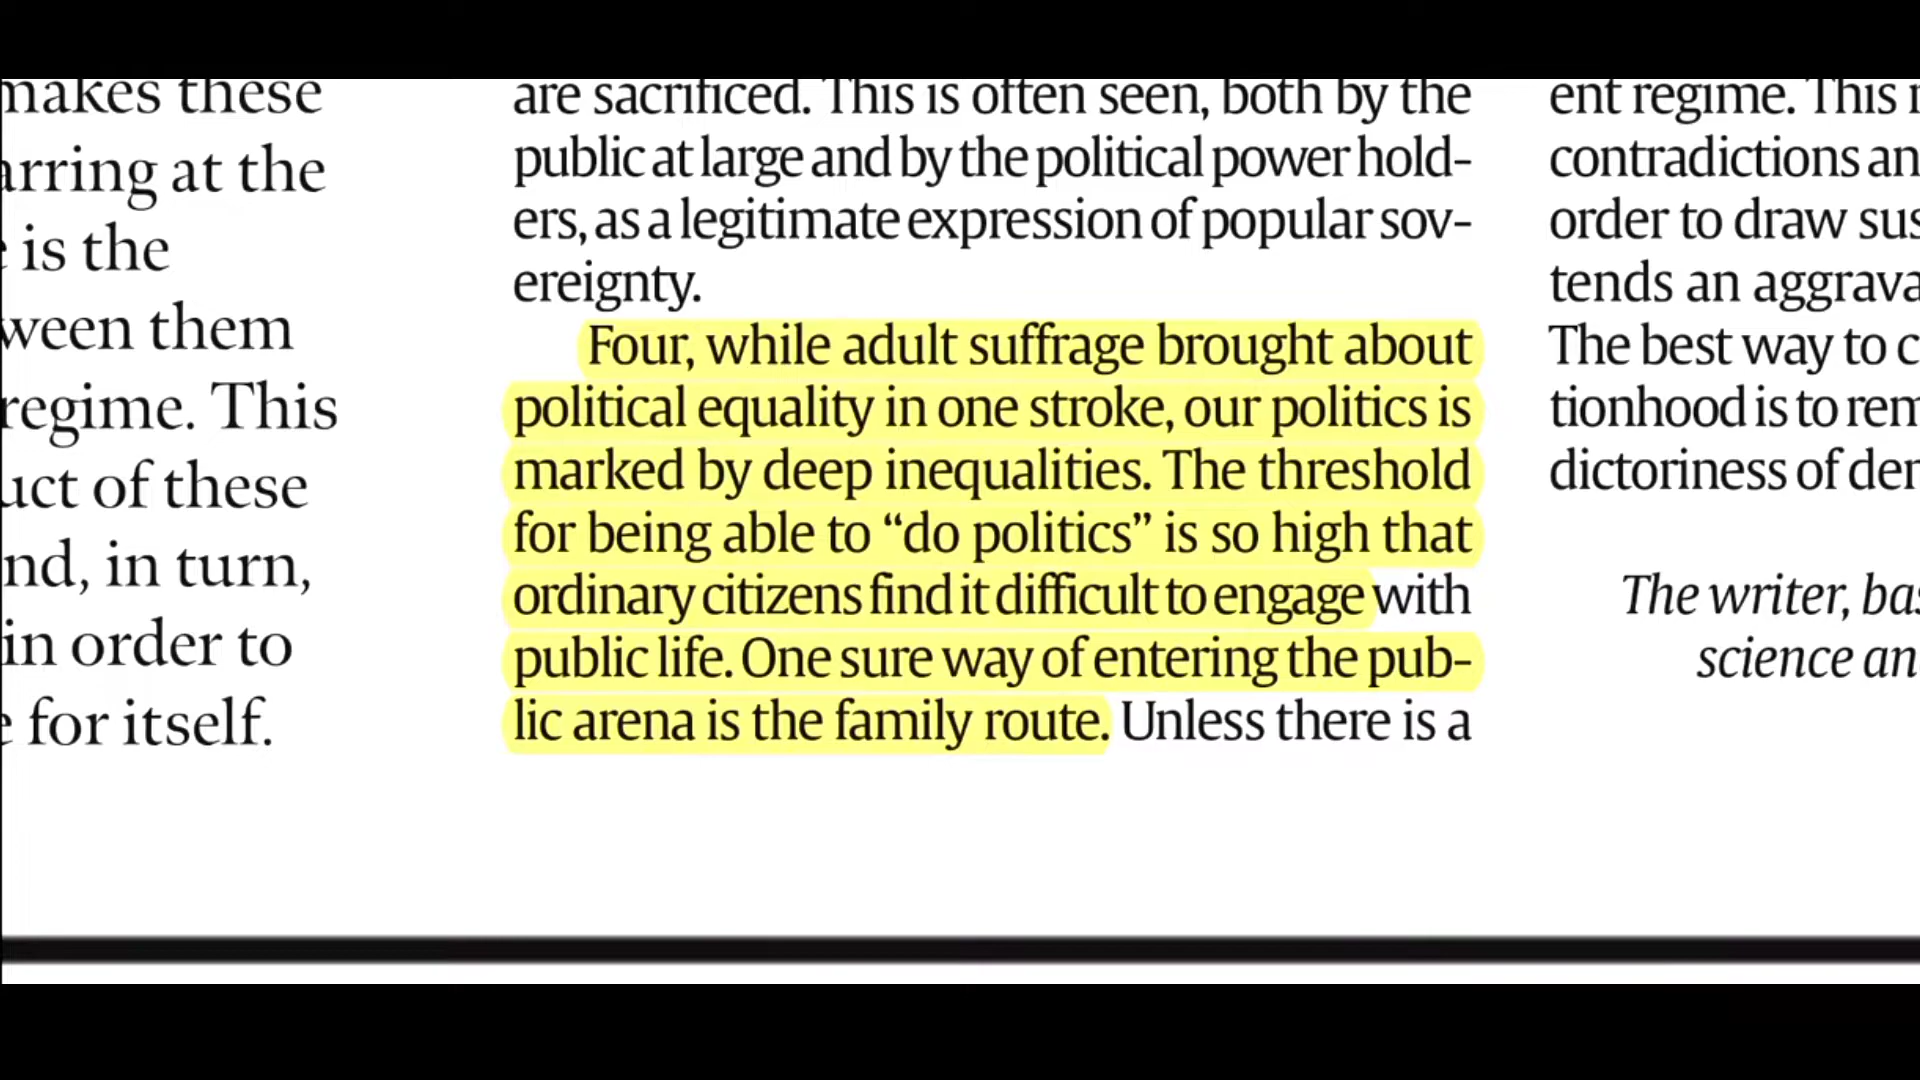 makes these
arring at the
is the
ween them
regime. This
uct of these
nd, in turn,
in order to
for itself.
are sacrificed. This is often seen, both by the
public at large and by the political power hold-
ers, as a legitimate expression of popular sov-
ereignty.
Four, while adult suffrage brought about
political equality in one stroke, our politics is
marked by deep inequalities. The threshold
for being able to “do politics” is so high that
ordinary citizens find it difficult to engage with
public life. One sure way of entering the pub-
lic arena is the family route. Unless there is a
ent regime. This
contradictions an
order to draw sus
tends an aggrava
The best way to c
tionhood is to rem
dictoriness of der
The writer, bas
science an